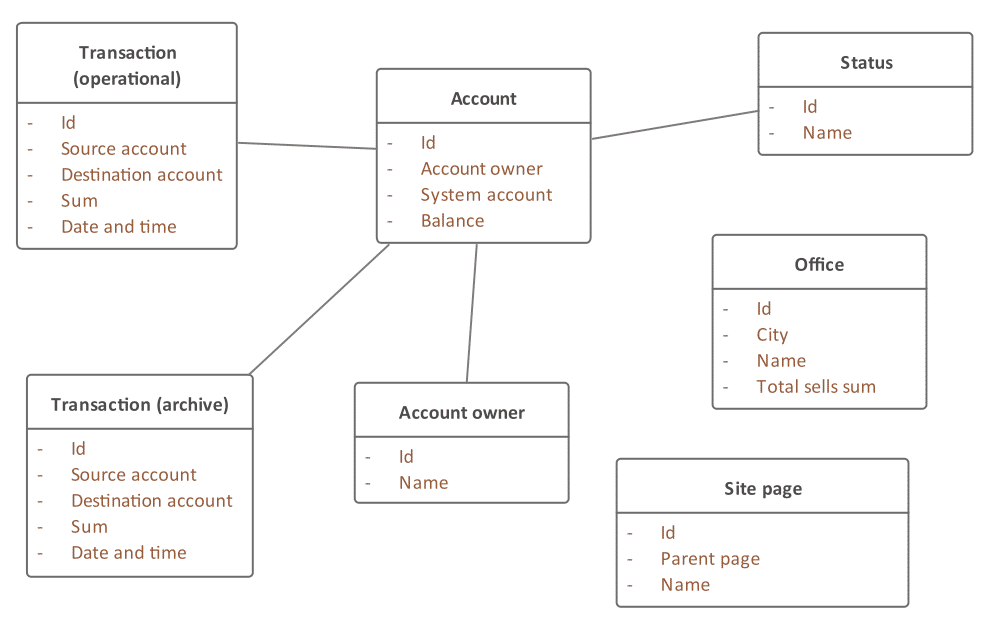 Transaction
(operational)
- Id
- Source account
- Destination account
- Sum
- Date and time
Account
- Id
- Account owner
- System account
- Balance
Status
- Id
- Name
Office
- Id
- City
- Name
- Total sells sum
Transaction (archive)
- Id
- Source account
- Destination account
- Sum
- Date and time
Account owner
- Id
- Name
Site page
- Id
- Parent page
- Name